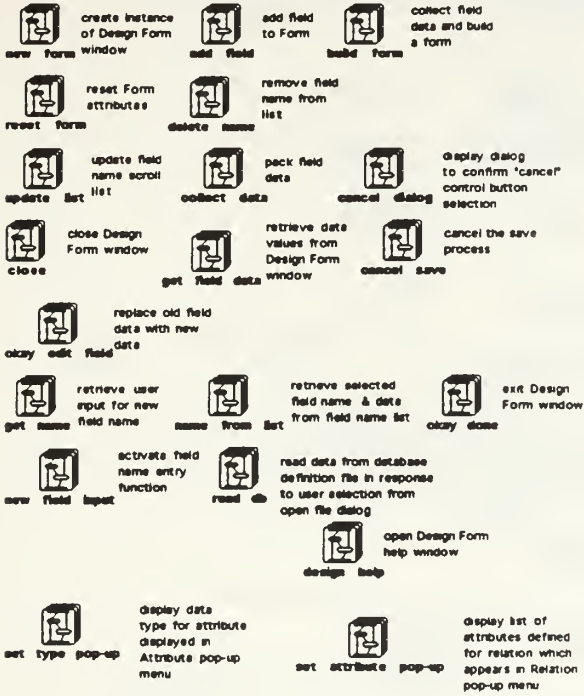 create instance
of Design Form
window
new form
add field
to Form
add field
collect field
data and build
a form
build form
reset Form
attributes
reset form
remove field
name from
list
delete name
update field
name scroll
list
update list
pack field
data
collect data
display dialog
to confirm "cancel"
control button
selection
cancel dialog
close Design
Form window
close
retrieve data
values from
Design Form
window
get field data
cancel the save
process
cancel save
replace old field
data with new
data
okay edit field
retrieve user
input for new
field name
get name
retrieve selected
field name & data
from field name list
name from list
exit Design
Form window
okay done
activate field
name entry
function
new field input
read data from database
definition file in response
to user selection from
open file dialog
read db
open Design Form
help window
design help
display data
type for attribute
displayed in
Attribute pop-up
menu
set type pop-up
display list of
attributes defined
for relation which
appears in Relation
pop-up menu
set attribute pop-up